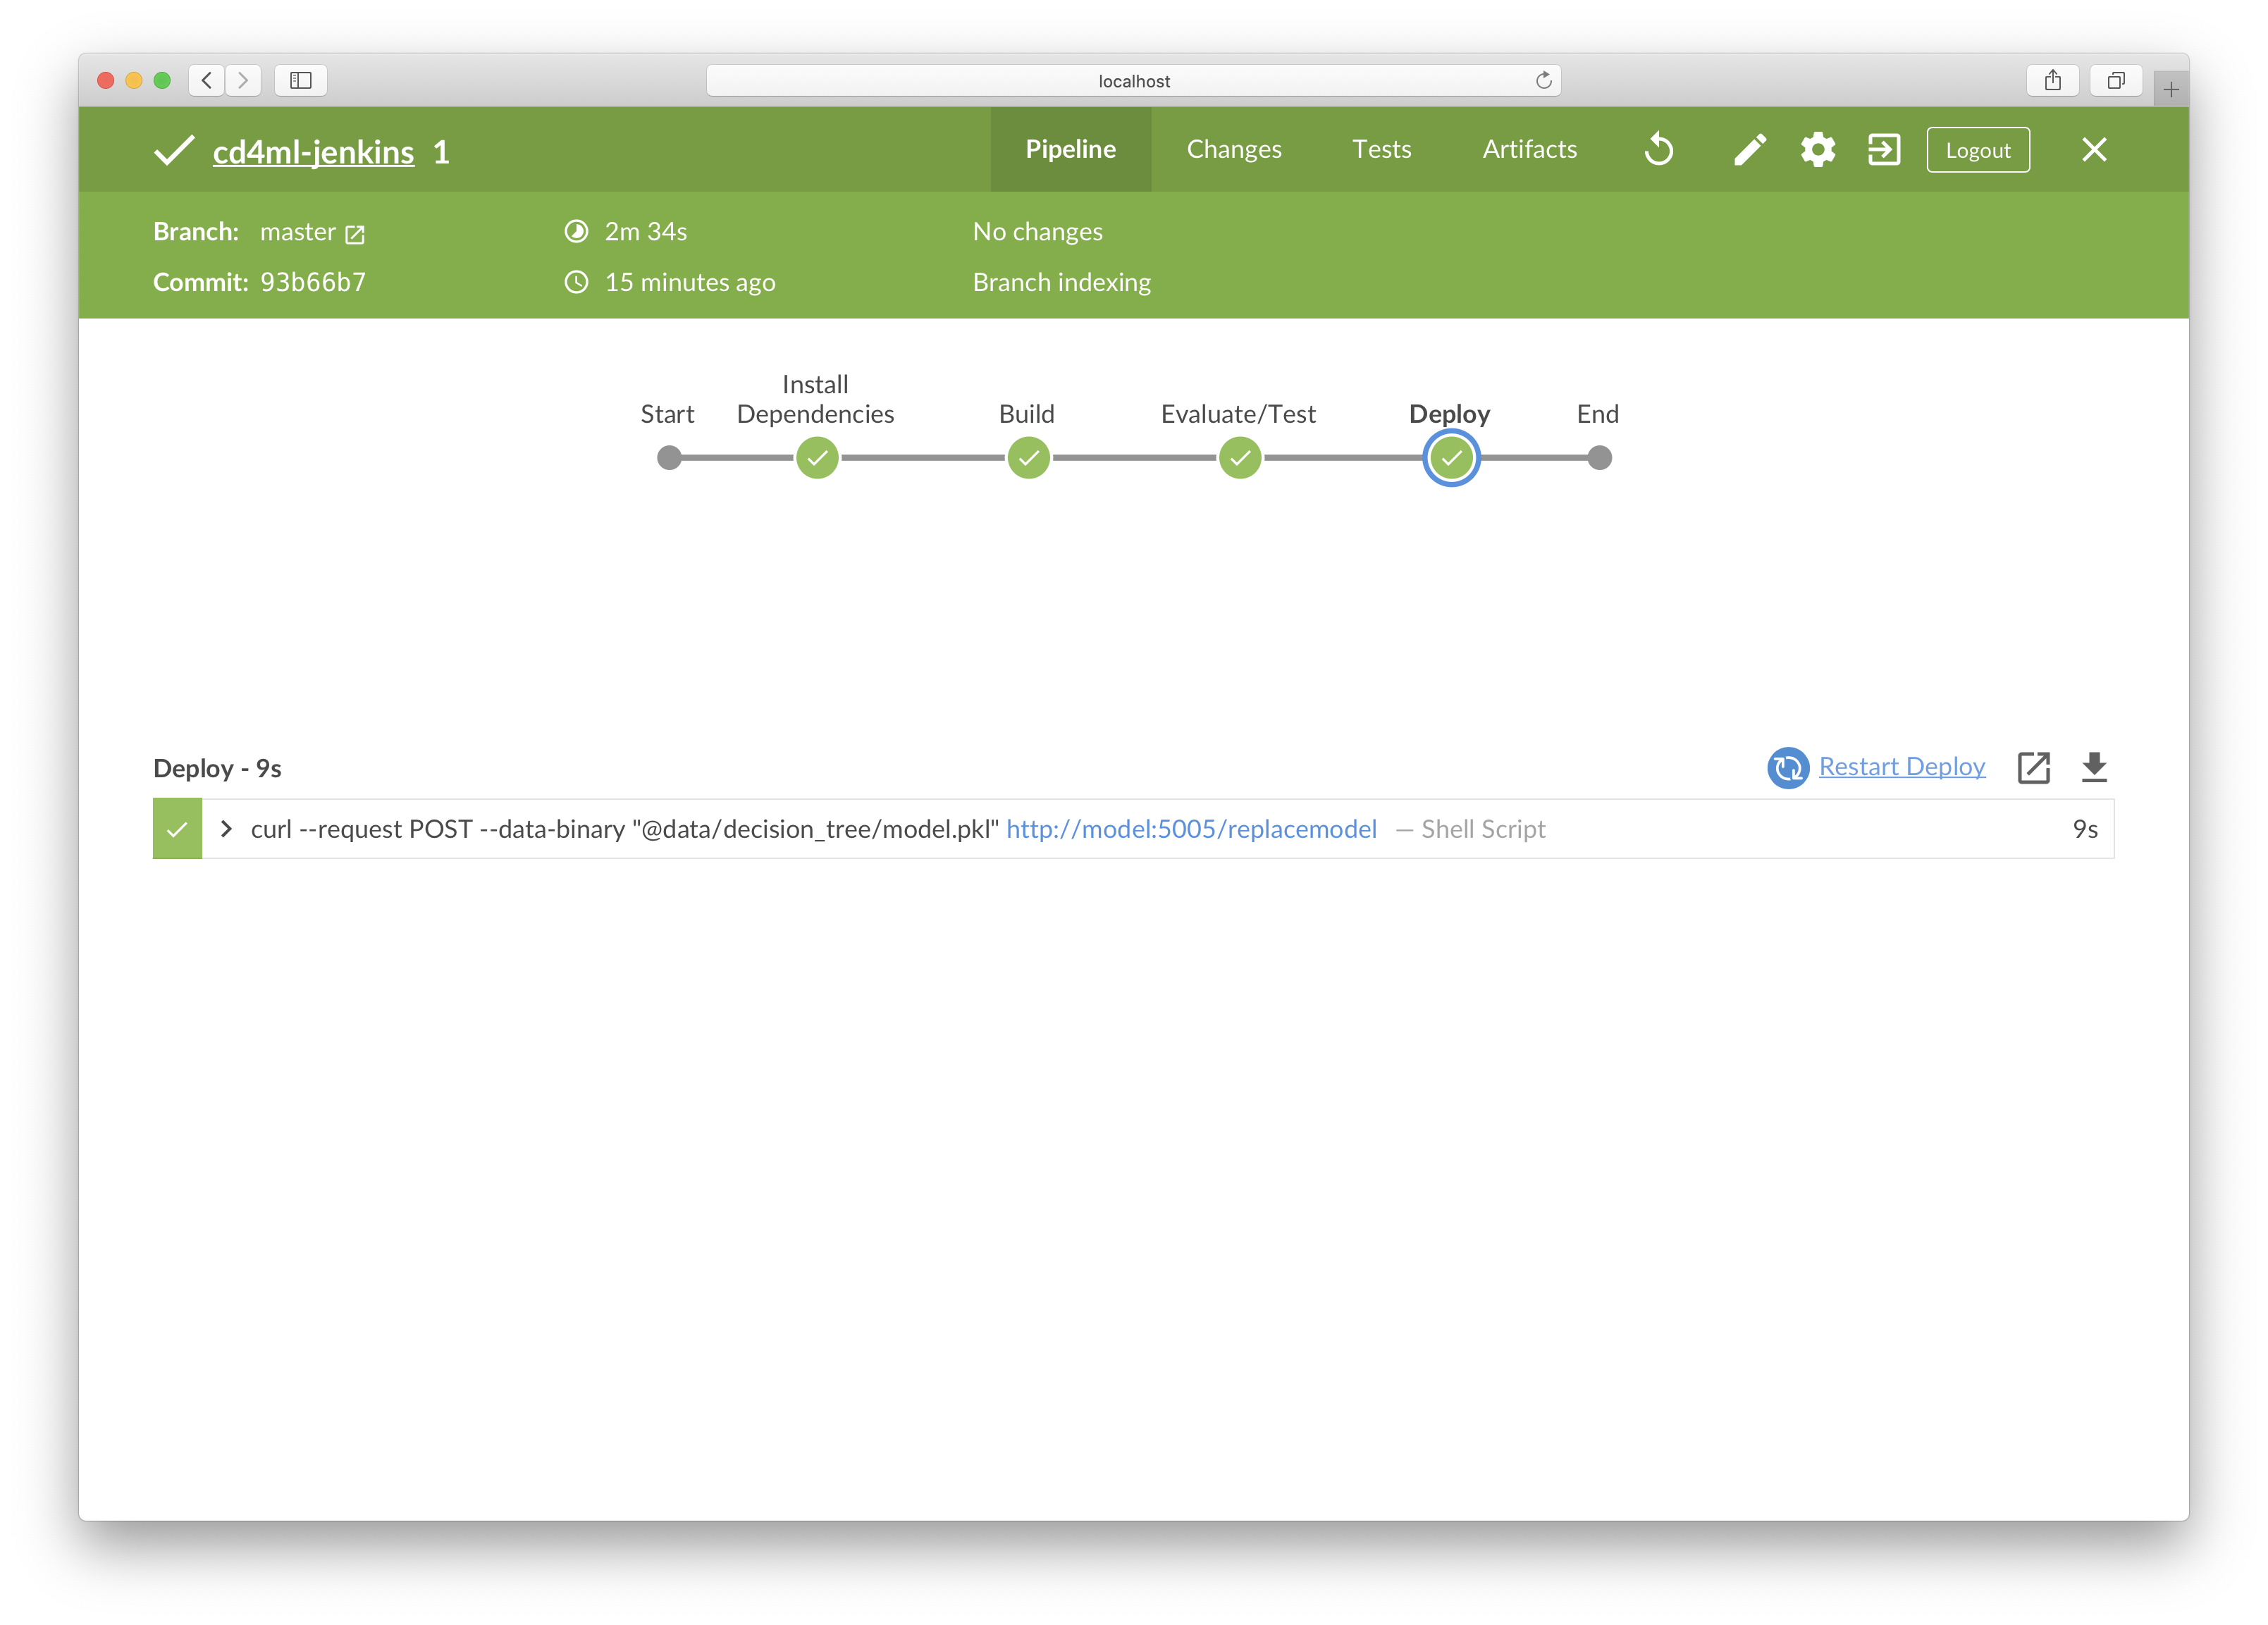 localhost
cd4ml-jenkins 1
Pipeline Changes Tests Artifacts Logout
Branch: master 2m 34s No changes
Commit: 93b66b7 15 minutes ago Branch indexing
Install
Start Dependencies Build Evaluate/Test Deploy End
Deploy - 9s Restart Deploy
curl --request POST --data-binary "@data/decision_tree/model.pkl" http://model:5005/replacemodel — Shell Script 9s